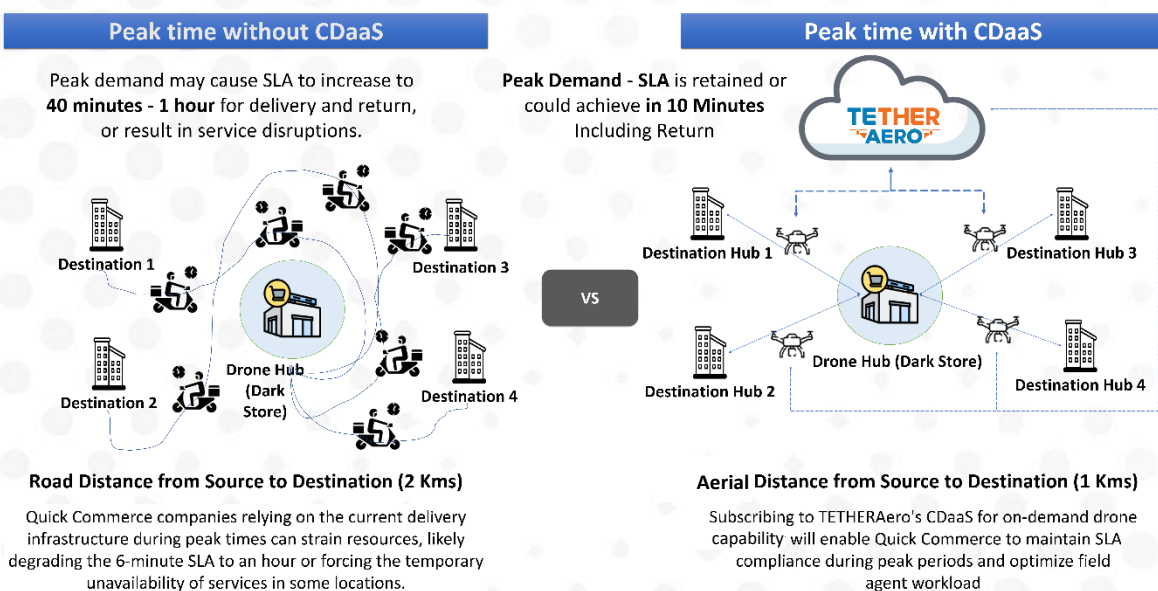 Peak time without CDaaS
Peak demand may cause SLA to increase to
40 minutes - 1 hour for delivery and return,
or result in service disruptions.
Destination 1
Destination 3
Destination 2
Drone Hub
(Dark
Store)
Destination 4
Road Distance from Source to Destination (2 Kms)
Quick Commerce companies relying on the current delivery
infrastructure during peak times can strain resources, likely
degrading the 6-minute SLA to an hour or forcing the temporary
unavailability of services in some locations.
VS
Peak time with CDaaS
Peak Demand - SLA is retained or
could achieve in 10 Minutes
Including Return
TETHER
AERO
Destination Hub 1
Destination Hub 3
Drone Hub (Dark Store)
Destination Hub 2
Destination Hub 4
Aerial Distance from Source to Destination (1 Kms)
Subscribing to TETHERAero's CDaaS for on-demand drone
capability will enable Quick Commerce to maintain SLA
compliance during peak periods and optimize field
agent workload